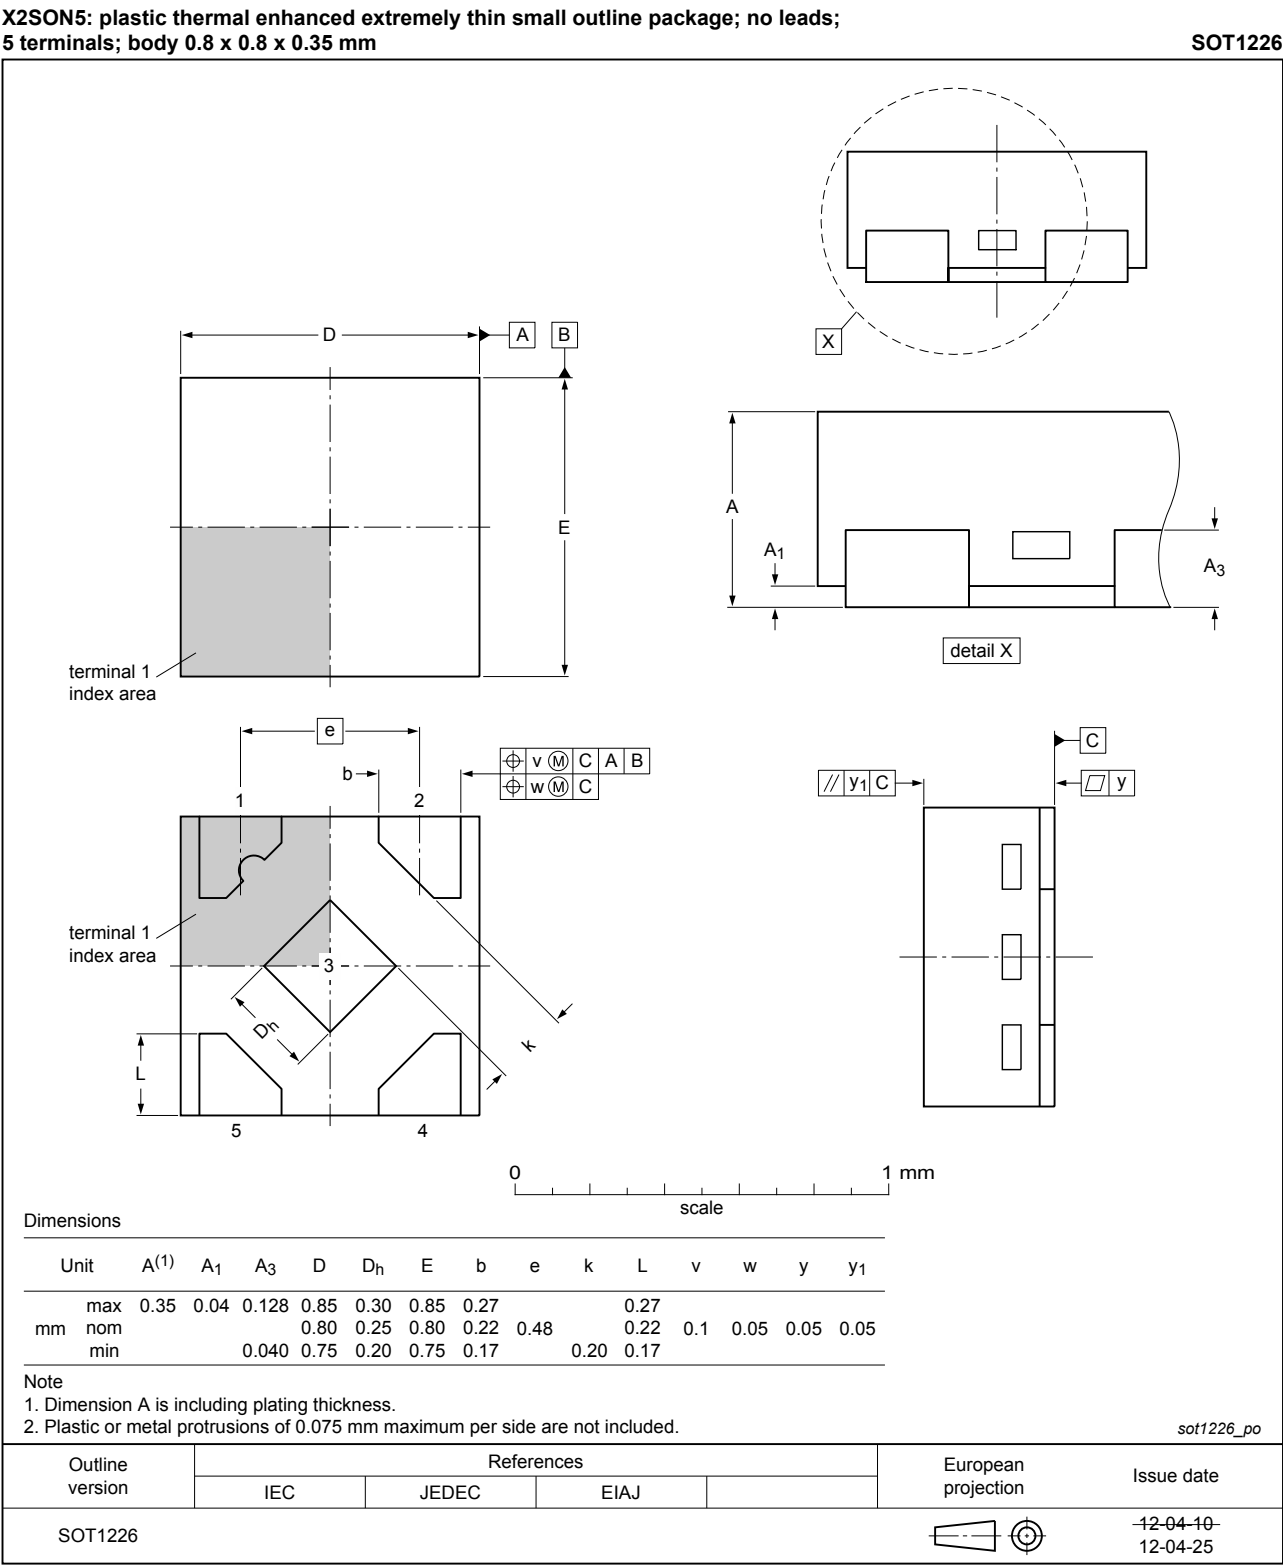 X2SON5: plastic thermal enhanced extremely thin small outline package; no leads;
5 terminals; body 0.8 x 0.8 x 0.35 mm SOT1226
X
D A B
E
terminal 1
index area
A
A1
A3
detail X
e
b
v M C A B
w M C
1 2
terminal 1
index area
3
Dh
k
L
5 4
// y1 C
C
y
0 1 mm
scale
Dimensions
Unit A(1) A1 A3 D Dh E b e k L v w y y1
max 0.35 0.04 0.128 0.85 0.30 0.85 0.27 0.27
mm nom 0.80 0.25 0.80 0.22 0.48 0.22 0.1 0.05 0.05 0.05
min 0.040 0.75 0.20 0.75 0.17 0.20 0.17
Note
1. Dimension A is including plating thickness.
2. Plastic or metal protrusions of 0.075 mm maximum per side are not included.
sot1226_po
Outline
version
References
IEC JEDEC EIAJ
European
projection
Issue date
SOT1226
12-04-10
12-04-25